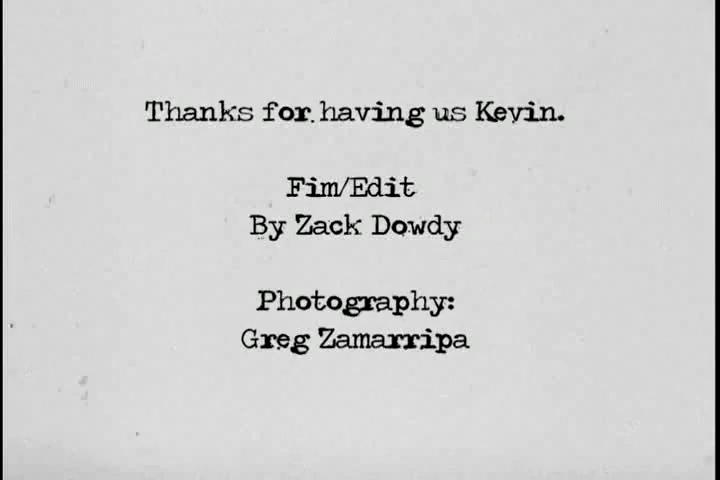 Thanks for having us Kevin.
Fim/Edit
By Zack Dowdy
Photography:
Greg Zamarripa